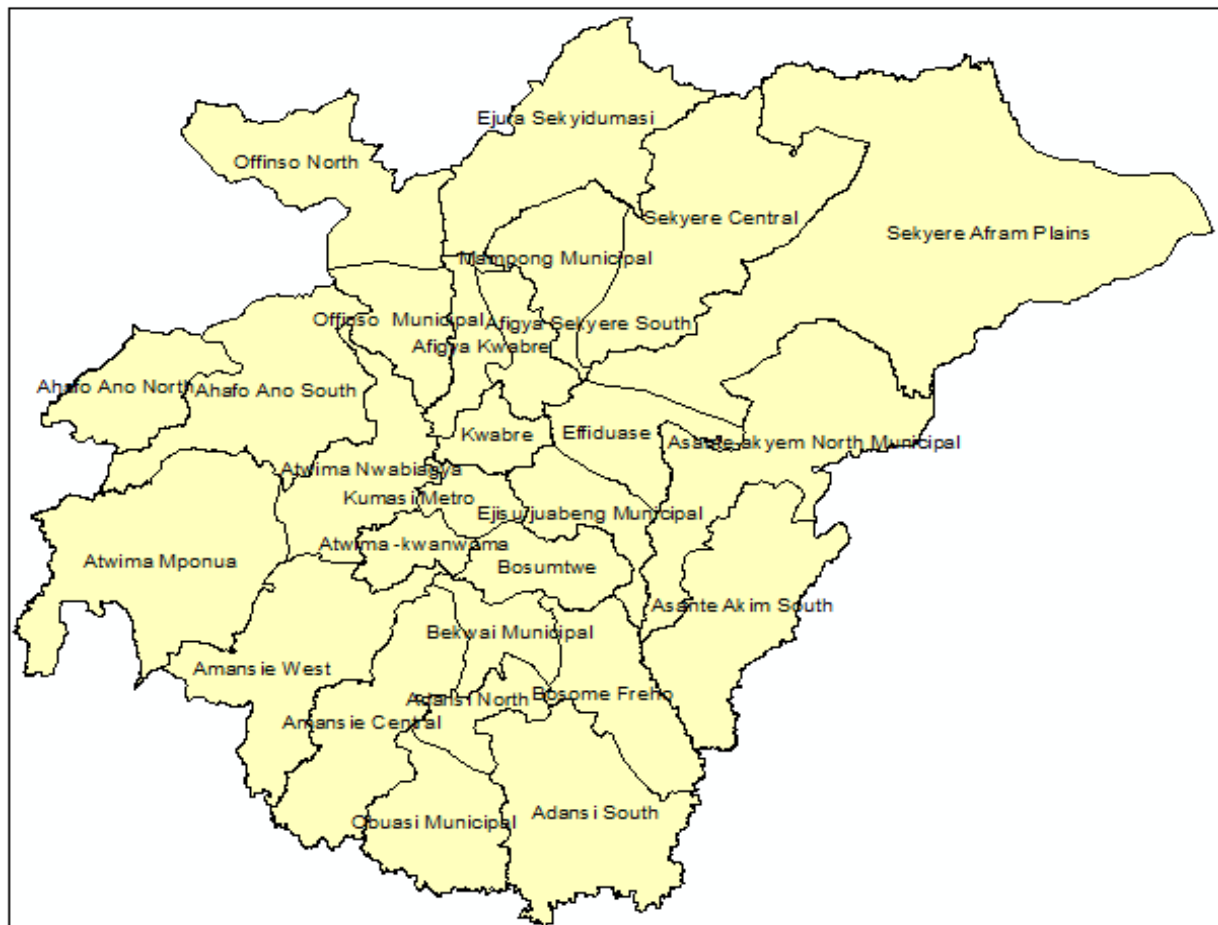 Ejura Sekyidumasi
Offinso North
Sekyere Central
Sekyere Afram Plains
Mampong Municipal
Offinso Municipal
Afigya Sekyere South
Afigya Kwabre
Ahafo Ano North
Ahafo Ano South
Kwabre
Effiduase
Asante-akyem North Municipal
Atwima Nwabiagya
Kumasi Metro
Ejisu-juabeng Municipal
Atwima -kwanwoma
Atwima Mponua
Bosumtwe
Asante Akim South
Bekwai Municipal
Amansie West
Adansi North
Bosome Freho
Amansie Central
Obuasi Municipal
Adansi South